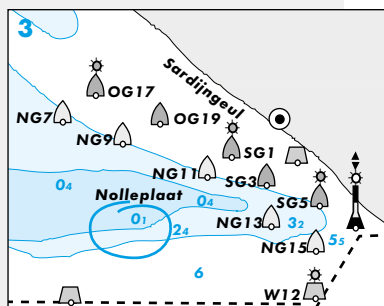 3
Sardijngeul
OG17
NG7
OG19
NG9
SG1
NG11
SG3
0₄
Nolleplaat
0₄
SG5
0₁
2₄
NG13
3₂
NG15
5₅
6
W12